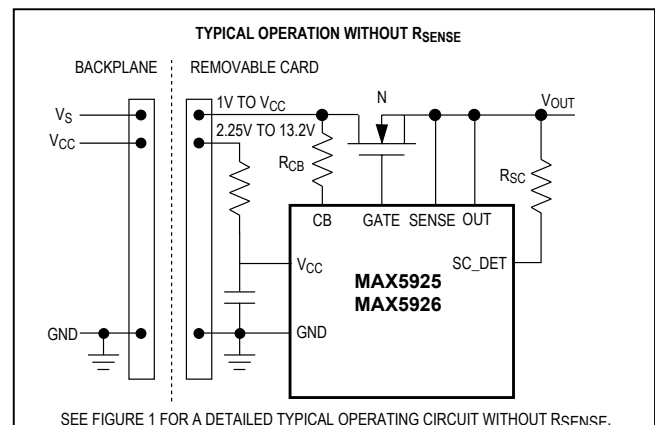 TYPICAL OPERATION WITHOUT RSENSE
BACKPLANE
REMOVABLE CARD
1V TO VCC
N
VOUT
VS
2.25V TO 13.2V
VCC
RCB
RSC
CB
GATE
SENSE
OUT
VCC
SC_DET
MAX5925
MAX5926
GND
GND
SEE FIGURE 1 FOR A DETAILED TYPICAL OPERATING CIRCUIT WITHOUT RSENSE.